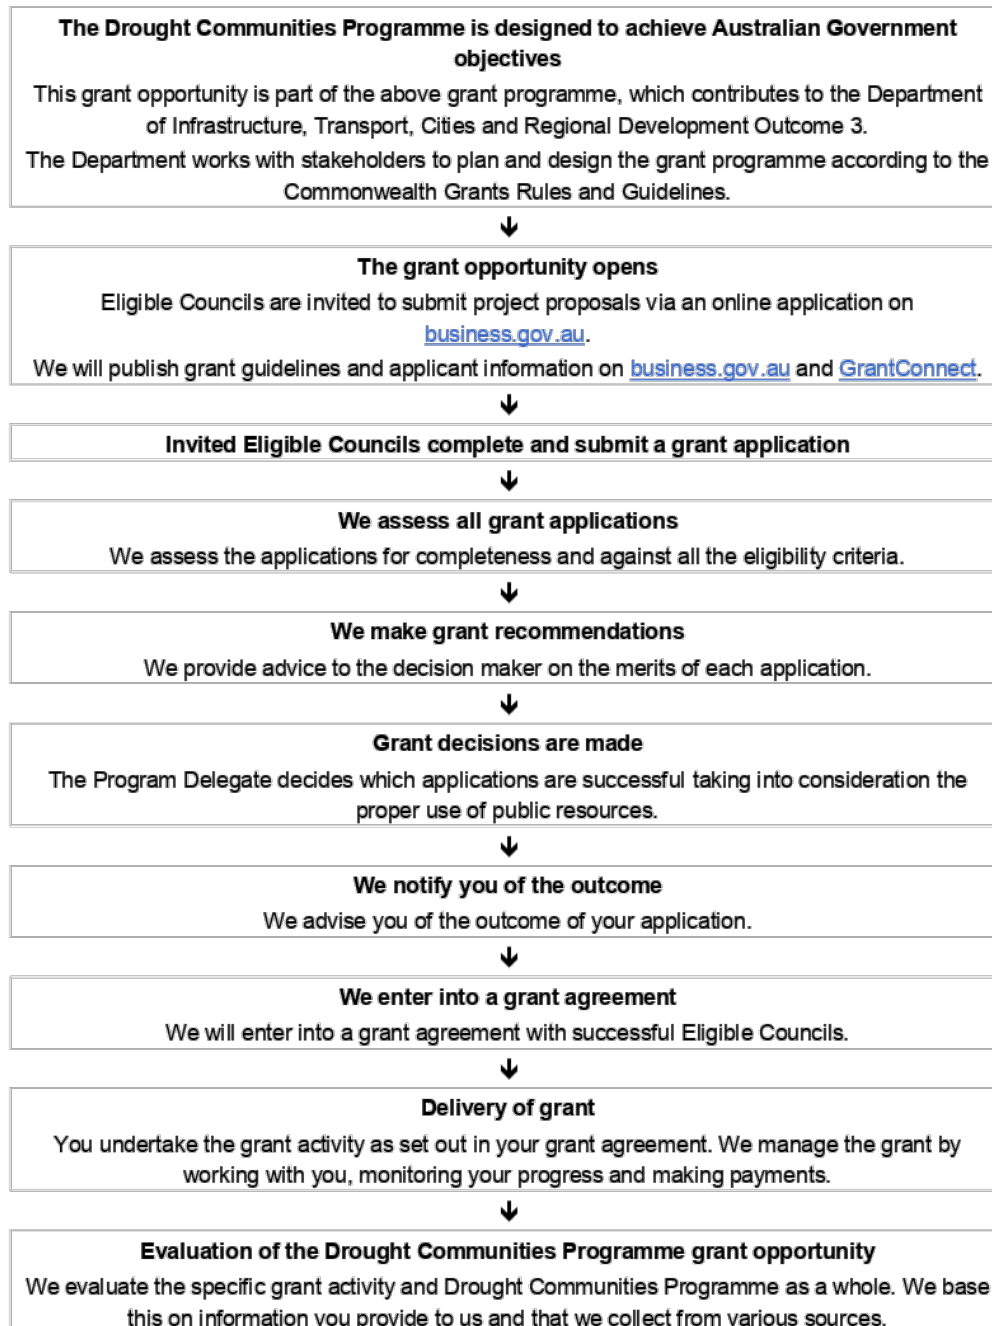 The Drought Communities Programme is designed to achieve Australian Government
objectives
This grant opportunity is part of the above grant programme, which contributes to the Department
of Infrastructure, Transport, Cities and Regional Development Outcome 3.
The Department works with stakeholders to plan and design the grant programme according to the
Commonwealth Grants Rules and Guidelines.
The grant opportunity opens
Eligible Councils are invited to submit project proposals via an online application on
business.gov.au.
We will publish grant guidelines and applicant information on business.gov.au and GrantConnect.
Invited Eligible Councils complete and submit a grant application
We assess all grant applications
We assess the applications for completeness and against all the eligibility criteria.
We make grant recommendations
We provide advice to the decision maker on the merits of each application.
Grant decisions are made
The Program Delegate decides which applications are successful taking into consideration the
proper use of public resources.
We notify you of the outcome
We advise you of the outcome of your application.
We enter into a grant agreement
We will enter into a grant agreement with successful Eligible Councils.
Delivery of grant
You undertake the grant activity as set out in your grant agreement. We manage the grant by
working with you, monitoring your progress and making payments.
Evaluation of the Drought Communities Programme grant opportunity
We evaluate the specific grant activity and Drought Communities Programme as a whole. We base
this on information you provide to us and that we collect from various sources.